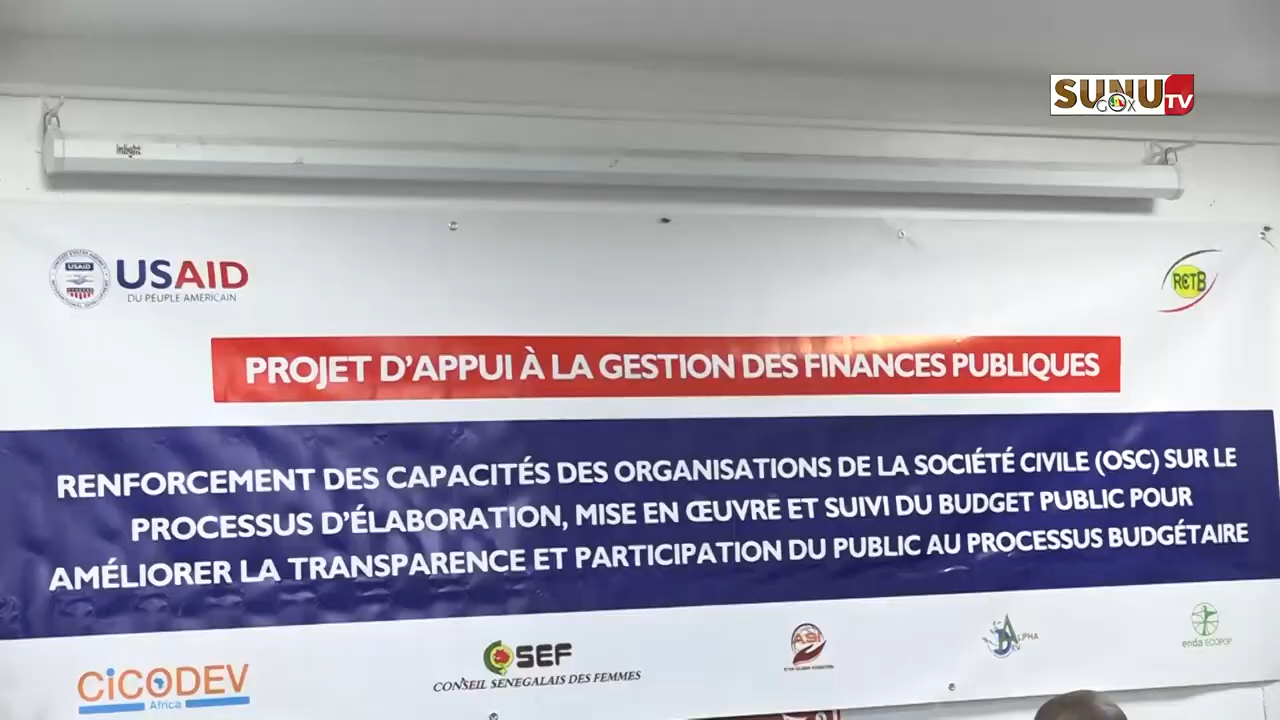 SUNU
GOX
TV
inlight
USAID
DU PEUPLE AMERICAIN
RCTB
PROJET D'APPUI À LA GESTION DES FINANCES PUBLIQUES
RENFORCEMENT DES CAPACITÉS DES ORGANISATIONS DE LA SOCIÉTÉ CIVILE (OSC) SUR LE
PROCESSUS D'ÉLABORATION, MISE EN ŒUVRE ET SUIVI DU BUDGET PUBLIC POUR
AMÉLIORER LA TRANSPARENCE ET PARTICIPATION DU PUBLIC AU PROCESSUS BUDGÉTAIRE
CiCODEV
Africa
COSEF
CONSEIL SENEGALAIS DES FEMMES
ASI
ALPHA
DEV
enda ECOPOP